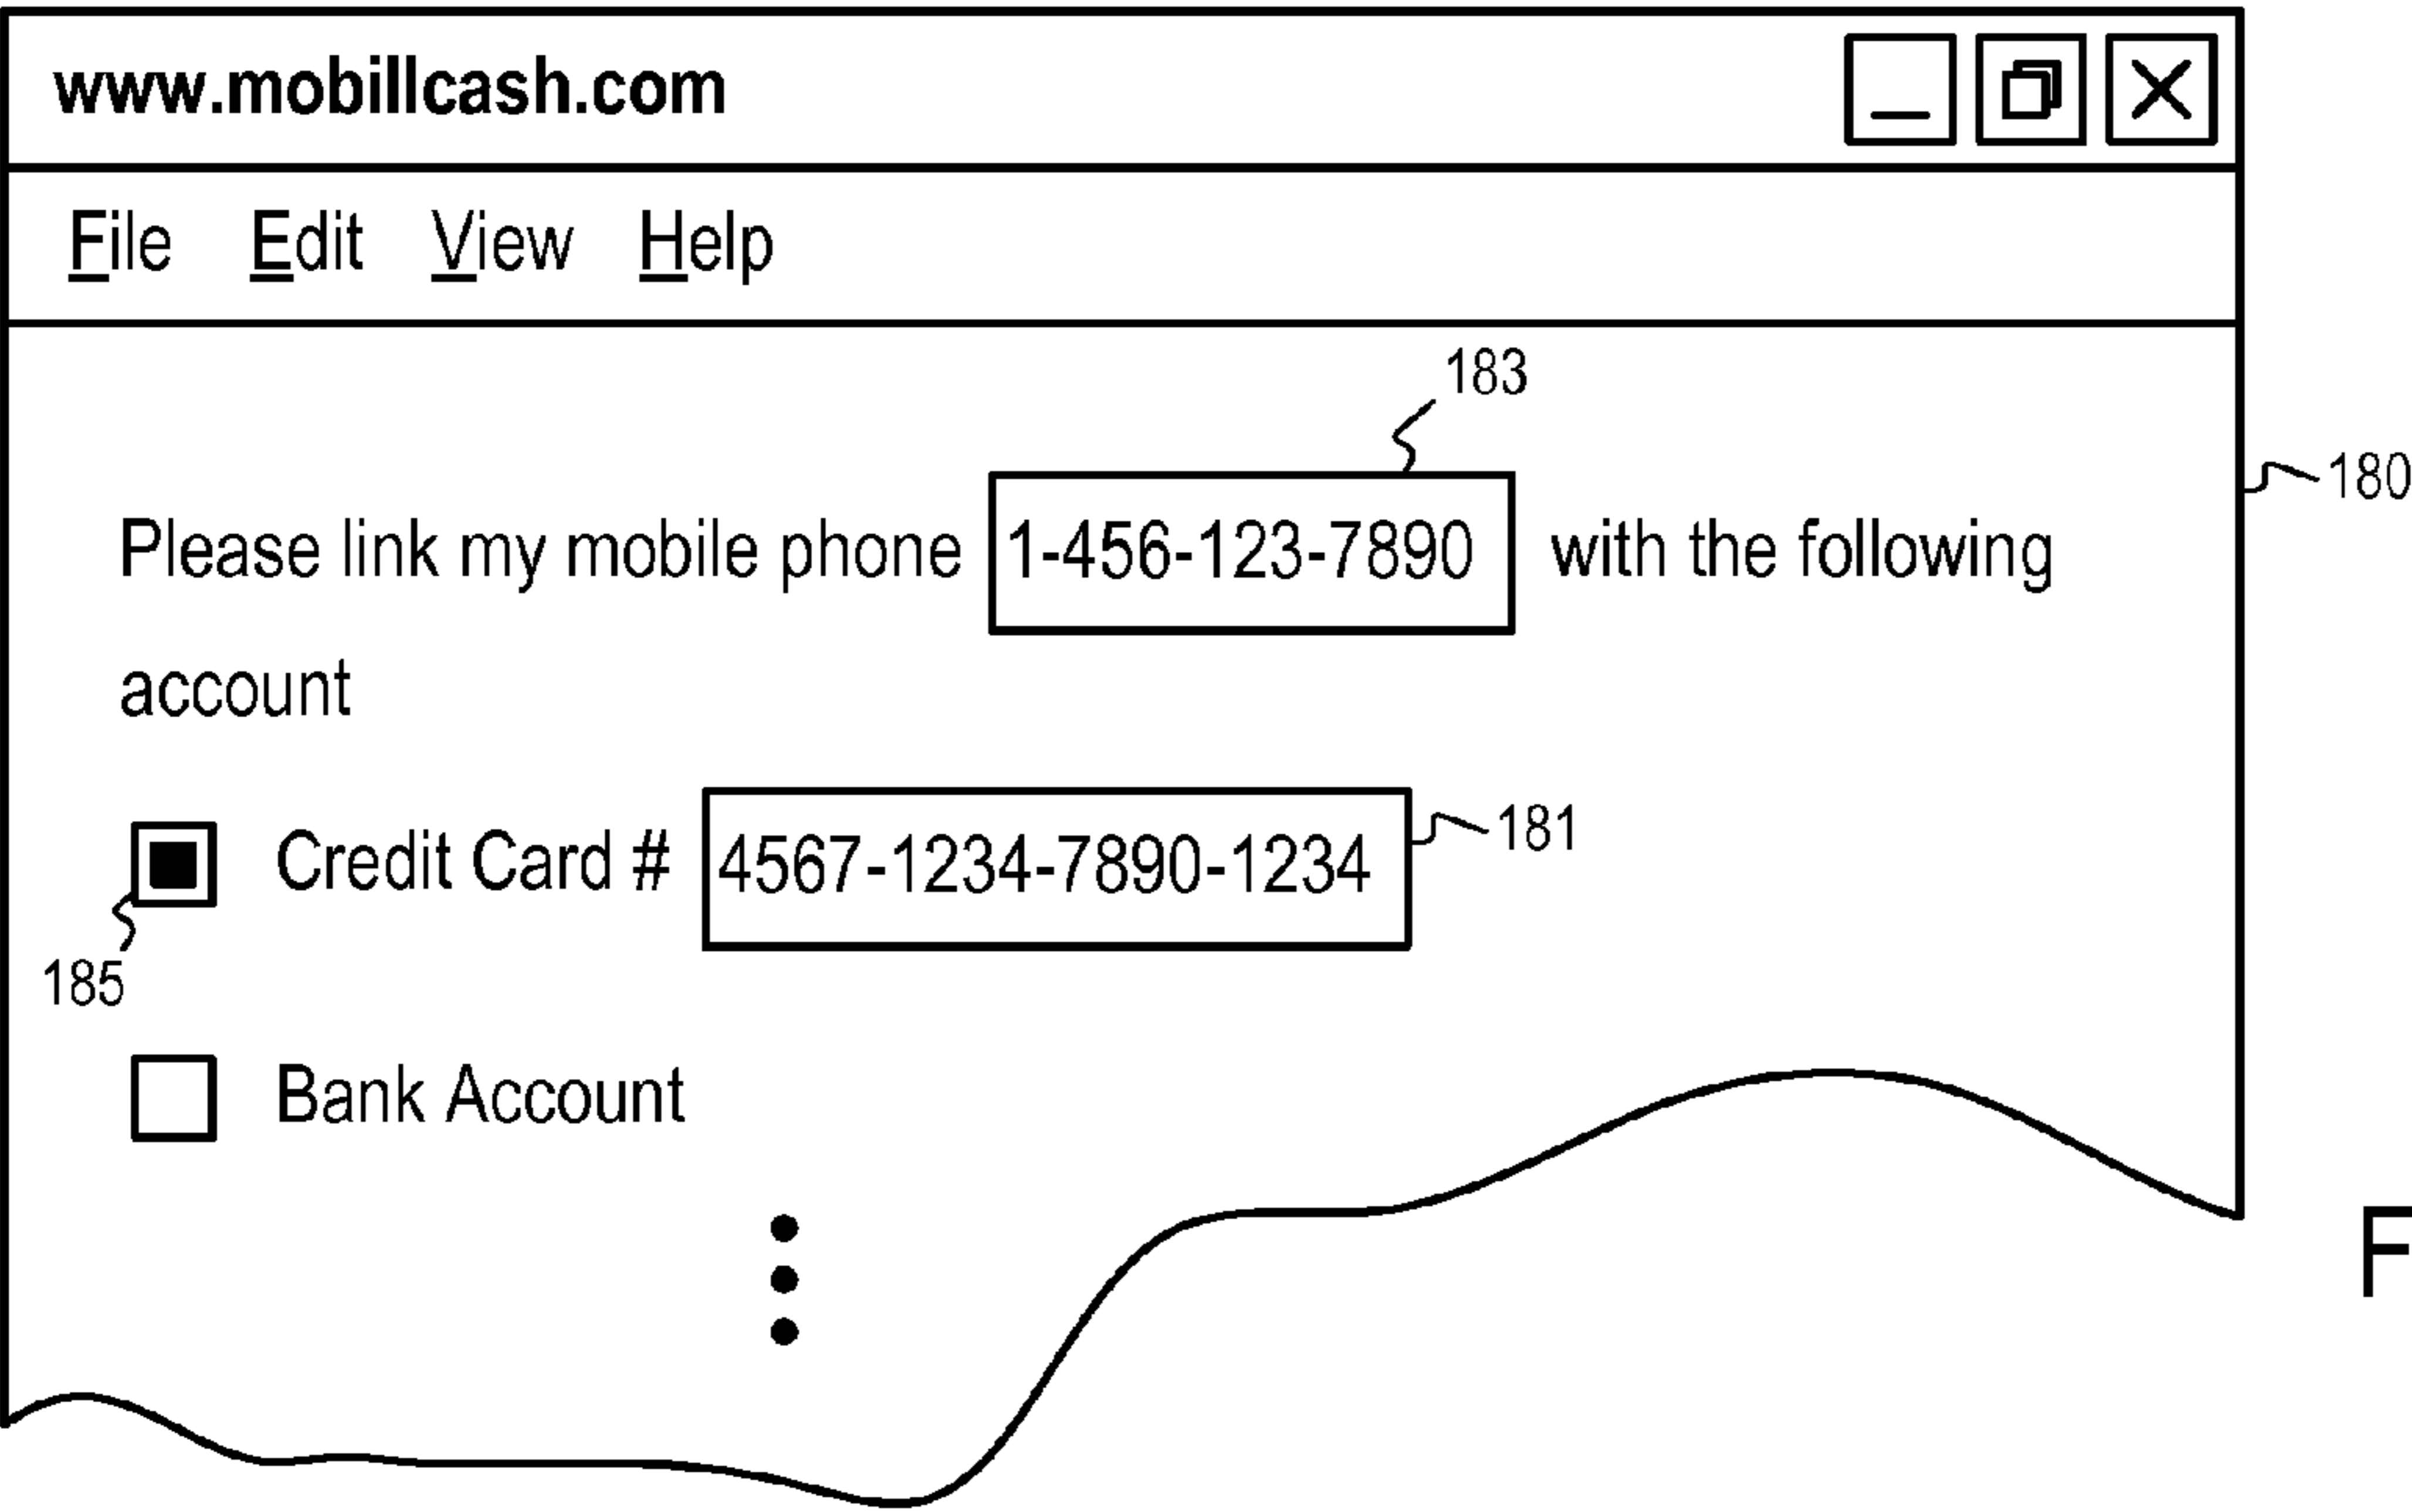 www.mobillcash.com
File Edit View Help
183
180
Please link my mobile phone 1-456-123-7890 with the following
account
Credit Card # 4567-1234-7890-1234
181
185
Bank Account
F